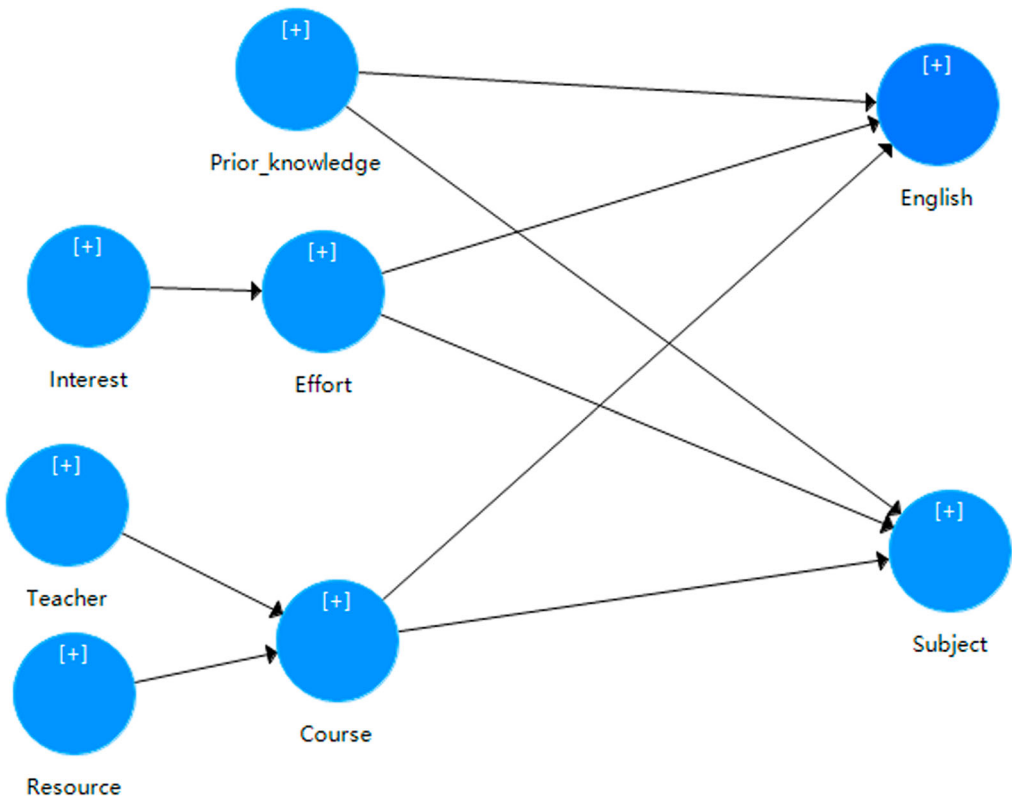 [+]
Prior_knowledge
[+]
English
[+]
Interest
[+]
Effort
[+]
Teacher
[+]
Resource
[+]
Course
[+]
Subject